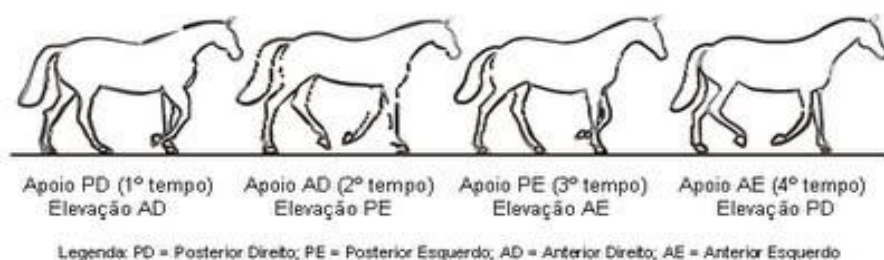 Apoio PD (1º tempo) Apoio AD (2º tempo) Apoio PE (3º tempo) Apoio AE (4º tempo)
Elevação AD Elevação PE Elevação AE Elevação PD
Legenda: PD = Posterior Direito; PE = Posterior Esquerdo; AD = Anterior Direito; AE = Anterior Esquerdo